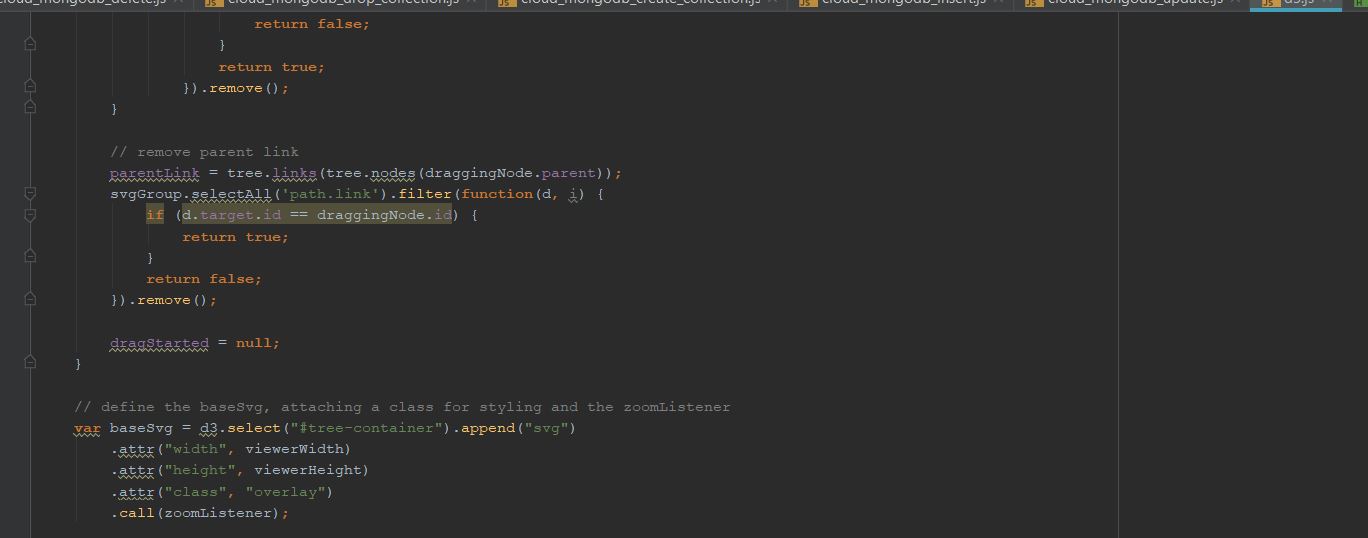 cloud_mongodb_delete.js cloud_mongodb_drop_collection.js cloud_mongodb_create_collection.js cloud_mongodb_insert.js cloud_mongodb_update.js d3.js
return false;
}
return true;
}).remove();
}
// remove parent link
parentLink = tree.links(tree.nodes(draggingNode.parent));
svgGroup.selectAll('path.link').filter(function(d, i) {
if (d.target.id == draggingNode.id) {
return true;
}
return false;
}).remove();
dragStarted = null;
}
// define the baseSvg, attaching a class for styling and the zoomListener
var baseSvg = d3.select("#tree-container").append("svg")
.attr("width", viewerWidth)
.attr("height", viewerHeight)
.attr("class", "overlay")
.call(zoomListener);